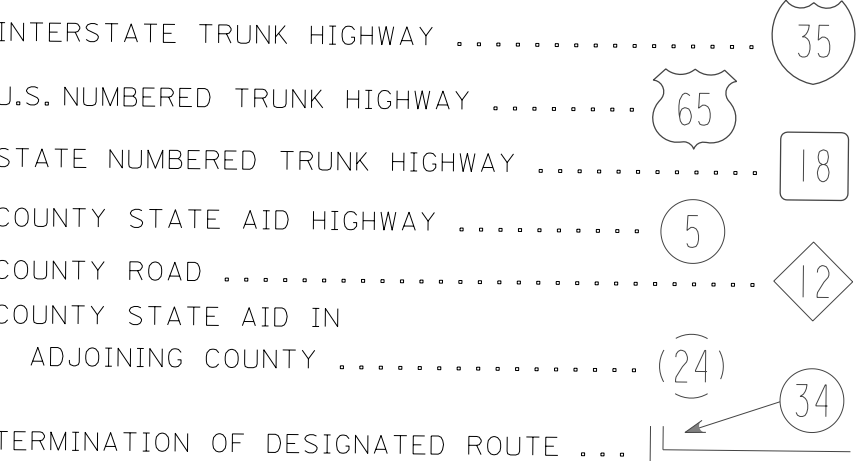 INTERSTATE TRUNK HIGHWAY . . . . . . . . . . . . . . . . 35
U.S. NUMBERED TRUNK HIGHWAY . . . . . . . . 65
STATE NUMBERED TRUNK HIGHWAY . . . . . . . . . . . . 18
COUNTY STATE AID HIGHWAY . . . . . . . . . . 5
COUNTY ROAD . . . . . . . . . . . . . . . . . . . . . . . . . . . . 12
COUNTY STATE AID IN
ADJOINING COUNTY . . . . . . . . . . . . . . . . (24)
34
TERMINATION OF DESIGNATED ROUTE . . .